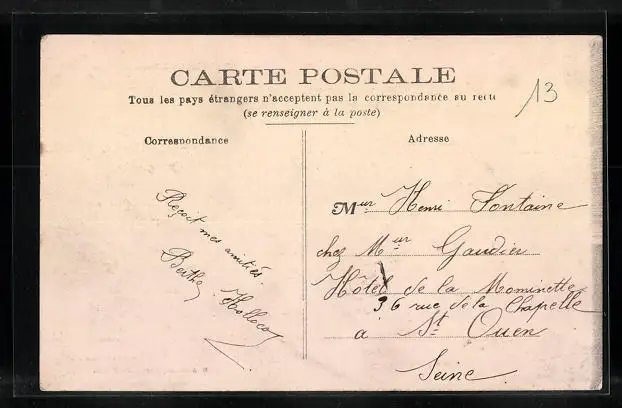 CARTE POSTALE
13
Tous les pays étrangers n'acceptent pas la correspondance au recto
(se renseigner à la poste)
Correspondance
Reçoit mes amitiés.
Berthe
Adresse
Mur Henri Fontaine
chez Mur Gaudier
Hôtel de la Mominette
36 rue de la Chapelle
a St Ouen
Seine